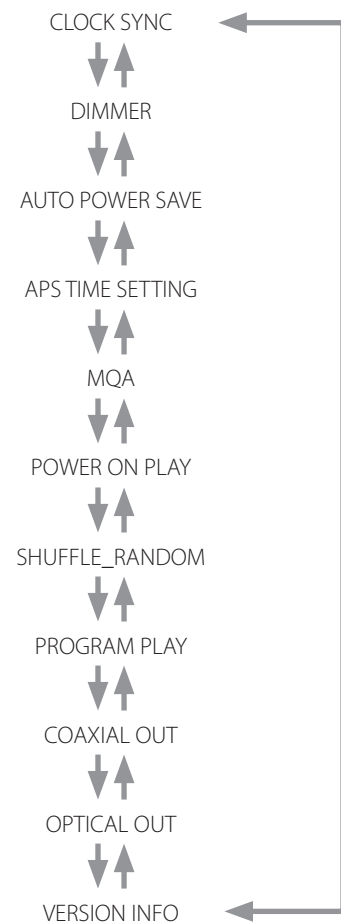 CLOCK SYNC
DIMMER
AUTO POWER SAVE
APS TIME SETTING
MQA
POWER ON PLAY
SHUFFLE_RANDOM
PROGRAM PLAY
COAXIAL OUT
OPTICAL OUT
VERSION INFO